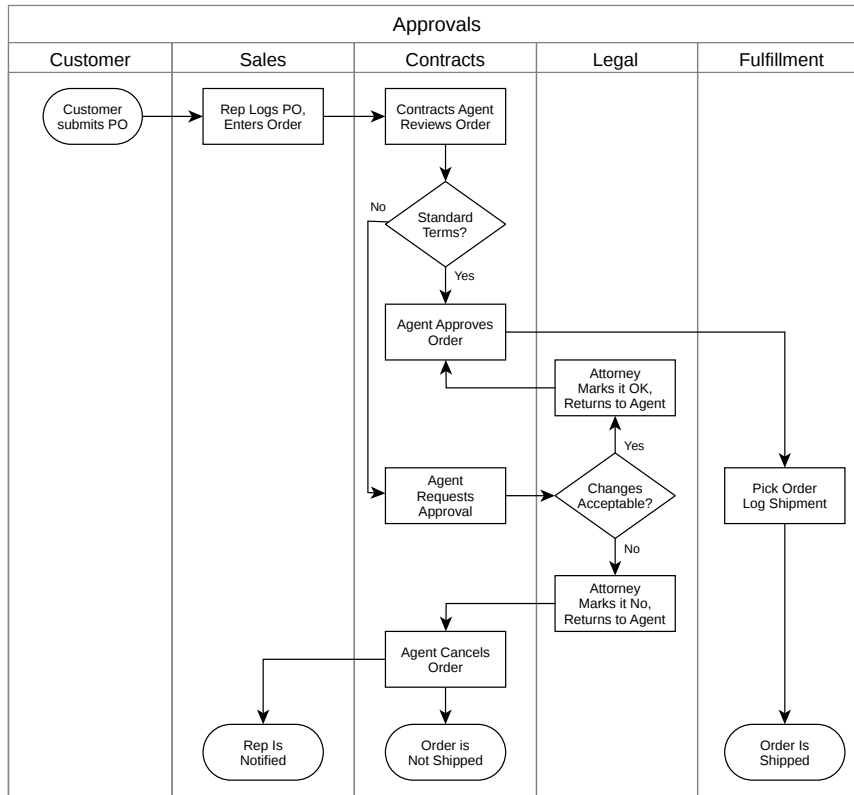 Approvals
Customer
Sales
Contracts
Legal
Fulfillment
Customer
submits PO
Rep Logs PO,
Enters Order
Contracts Agent
Reviews Order
No
Standard
Terms?
Yes
Agent Approves
Order
Attorney
Marks it OK,
Returns to Agent
Yes
Agent
Requests
Approval
Changes
Acceptable?
Pick Order
Log Shipment
No
Attorney
Marks it No,
Returns to Agent
Agent Cancels
Order
Rep Is
Notified
Order is
Not Shipped
Order Is
Shipped